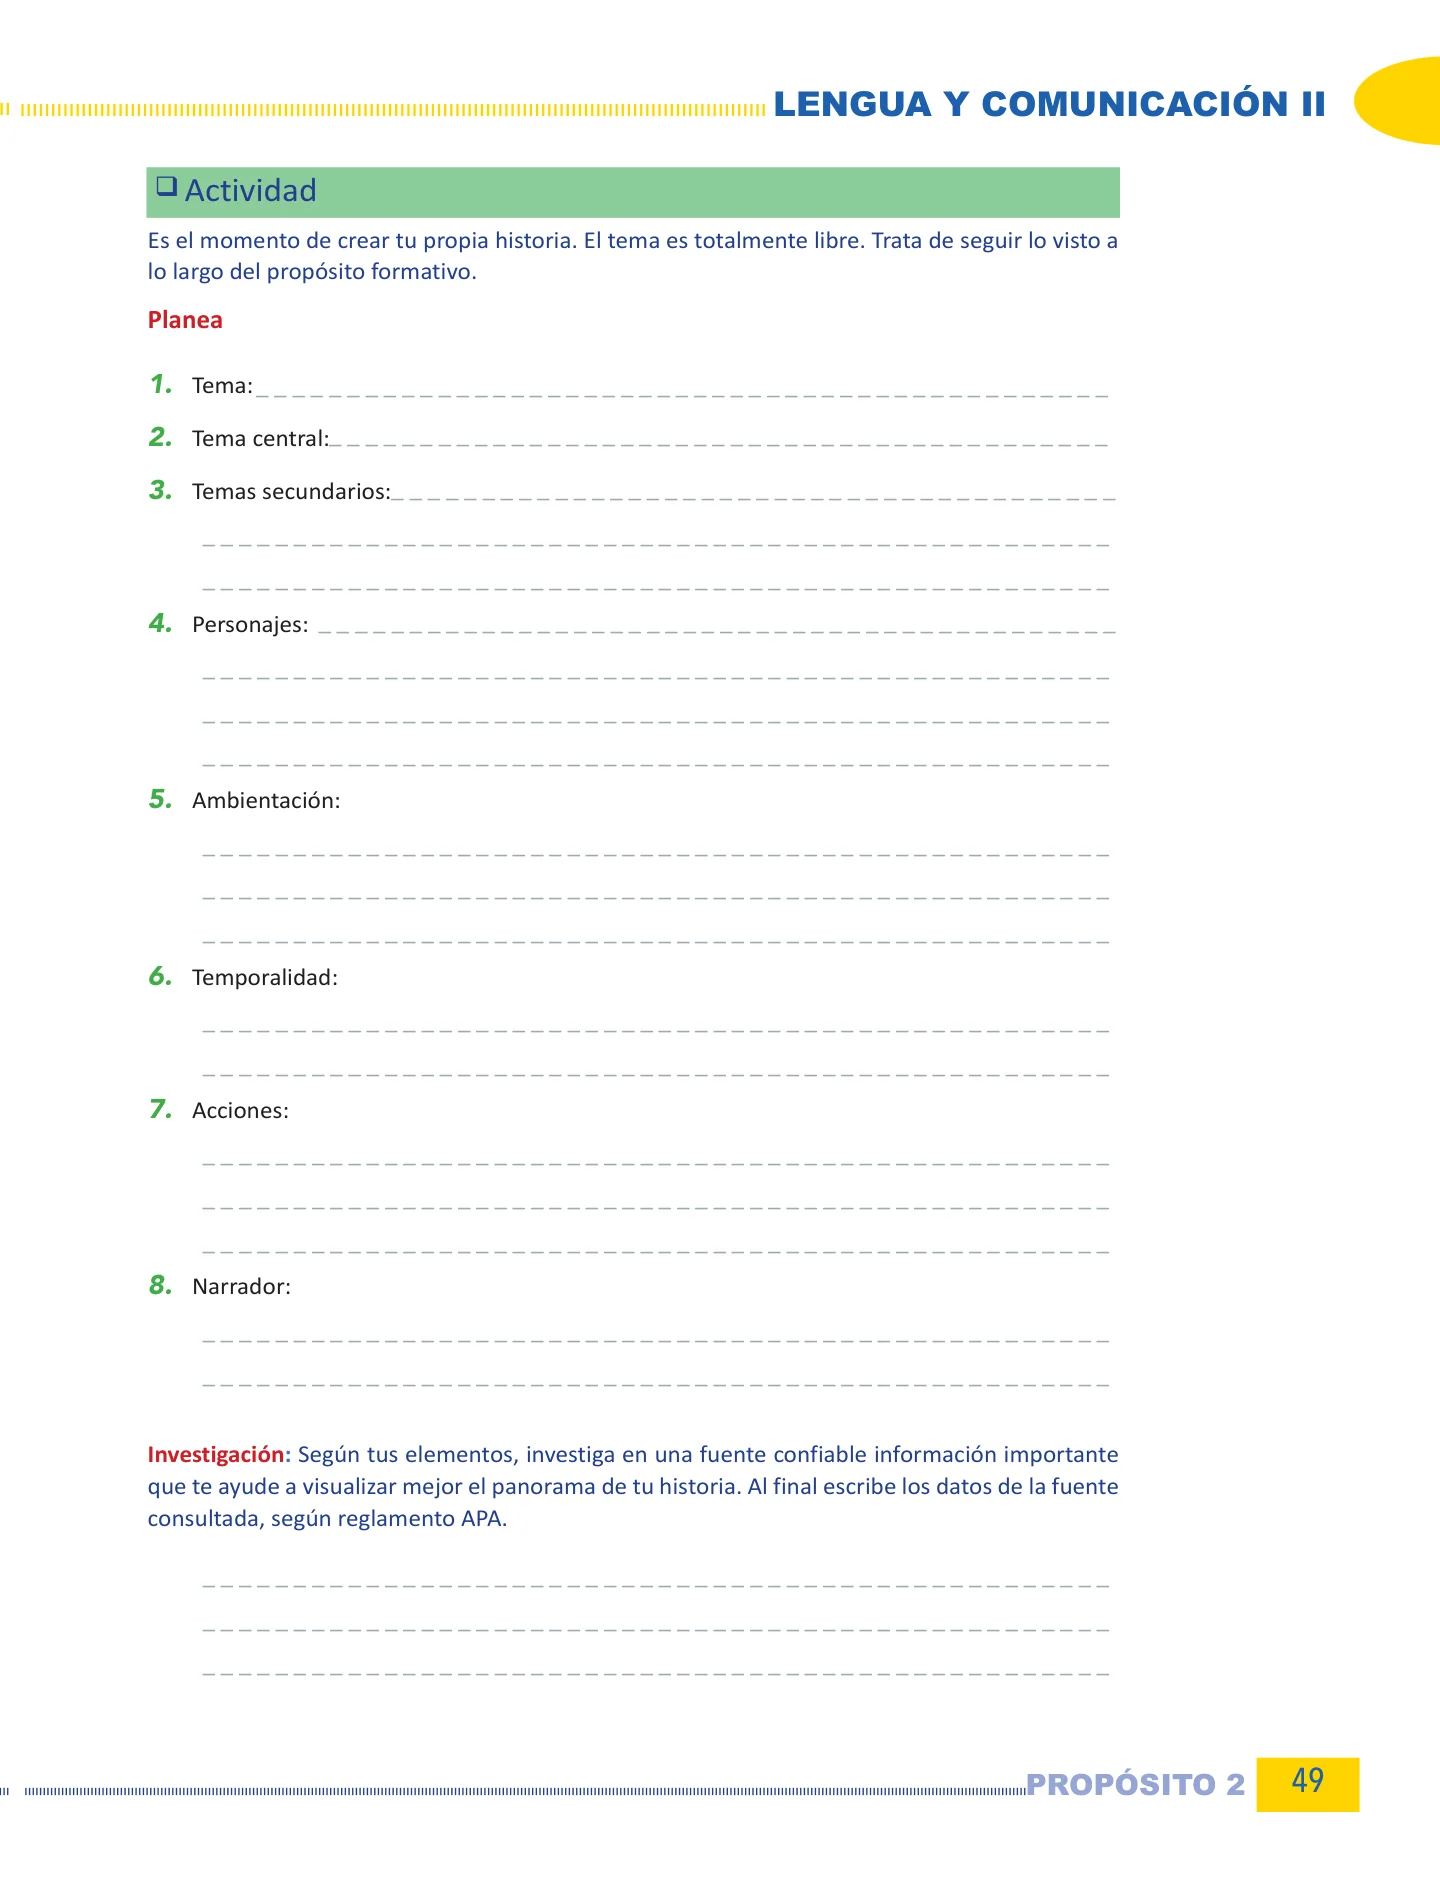 LENGUA Y COMUNICACIÓN II
Actividad
Es el momento de crear tu propia historia. El tema es totalmente libre. Trata de seguir lo visto a
lo largo del propósito formativo.
Planea
1. Tema:
2. Tema central:
3. Temas secundarios:
4. Personajes:
5. Ambientación:
6. Temporalidad:
7. Acciones:
8. Narrador:
Investigación: Según tus elementos, investiga en una fuente confiable información importante
que te ayude a visualizar mejor el panorama de tu historia. Al final escribe los datos de la fuente
consultada, según reglamento APA.
PROPÓSITO 2 49